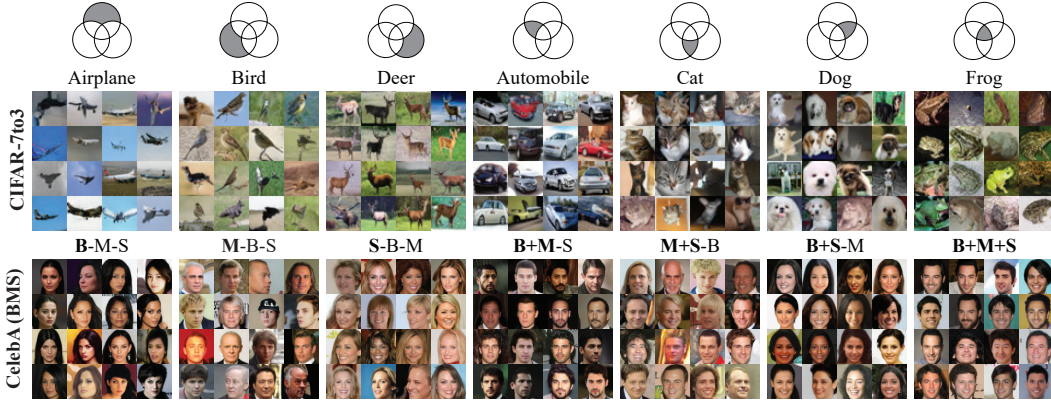 Airplane Bird Deer Automobile Cat Dog Frog
CIFAR-7to3
B-M-S M-B-S S-B-M B+M-S M+S-B B+S-M B+M+S
CelebA (BMS)